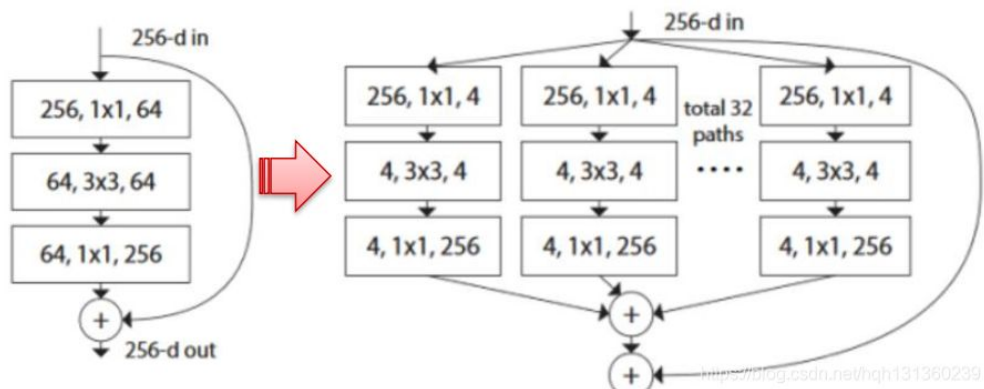 256-d in
256, 1x1, 64
64, 3x3, 64
64, 1x1, 256
+
256-d out
256-d in
256, 1x1, 4
256, 1x1, 4
total 32
paths
256, 1x1, 4
4, 3x3, 4
4, 3x3, 4
....
4, 3x3, 4
4, 1x1, 256
4, 1x1, 256
4, 1x1, 256
+
+
https://blog.csdn.net/hqh131360239